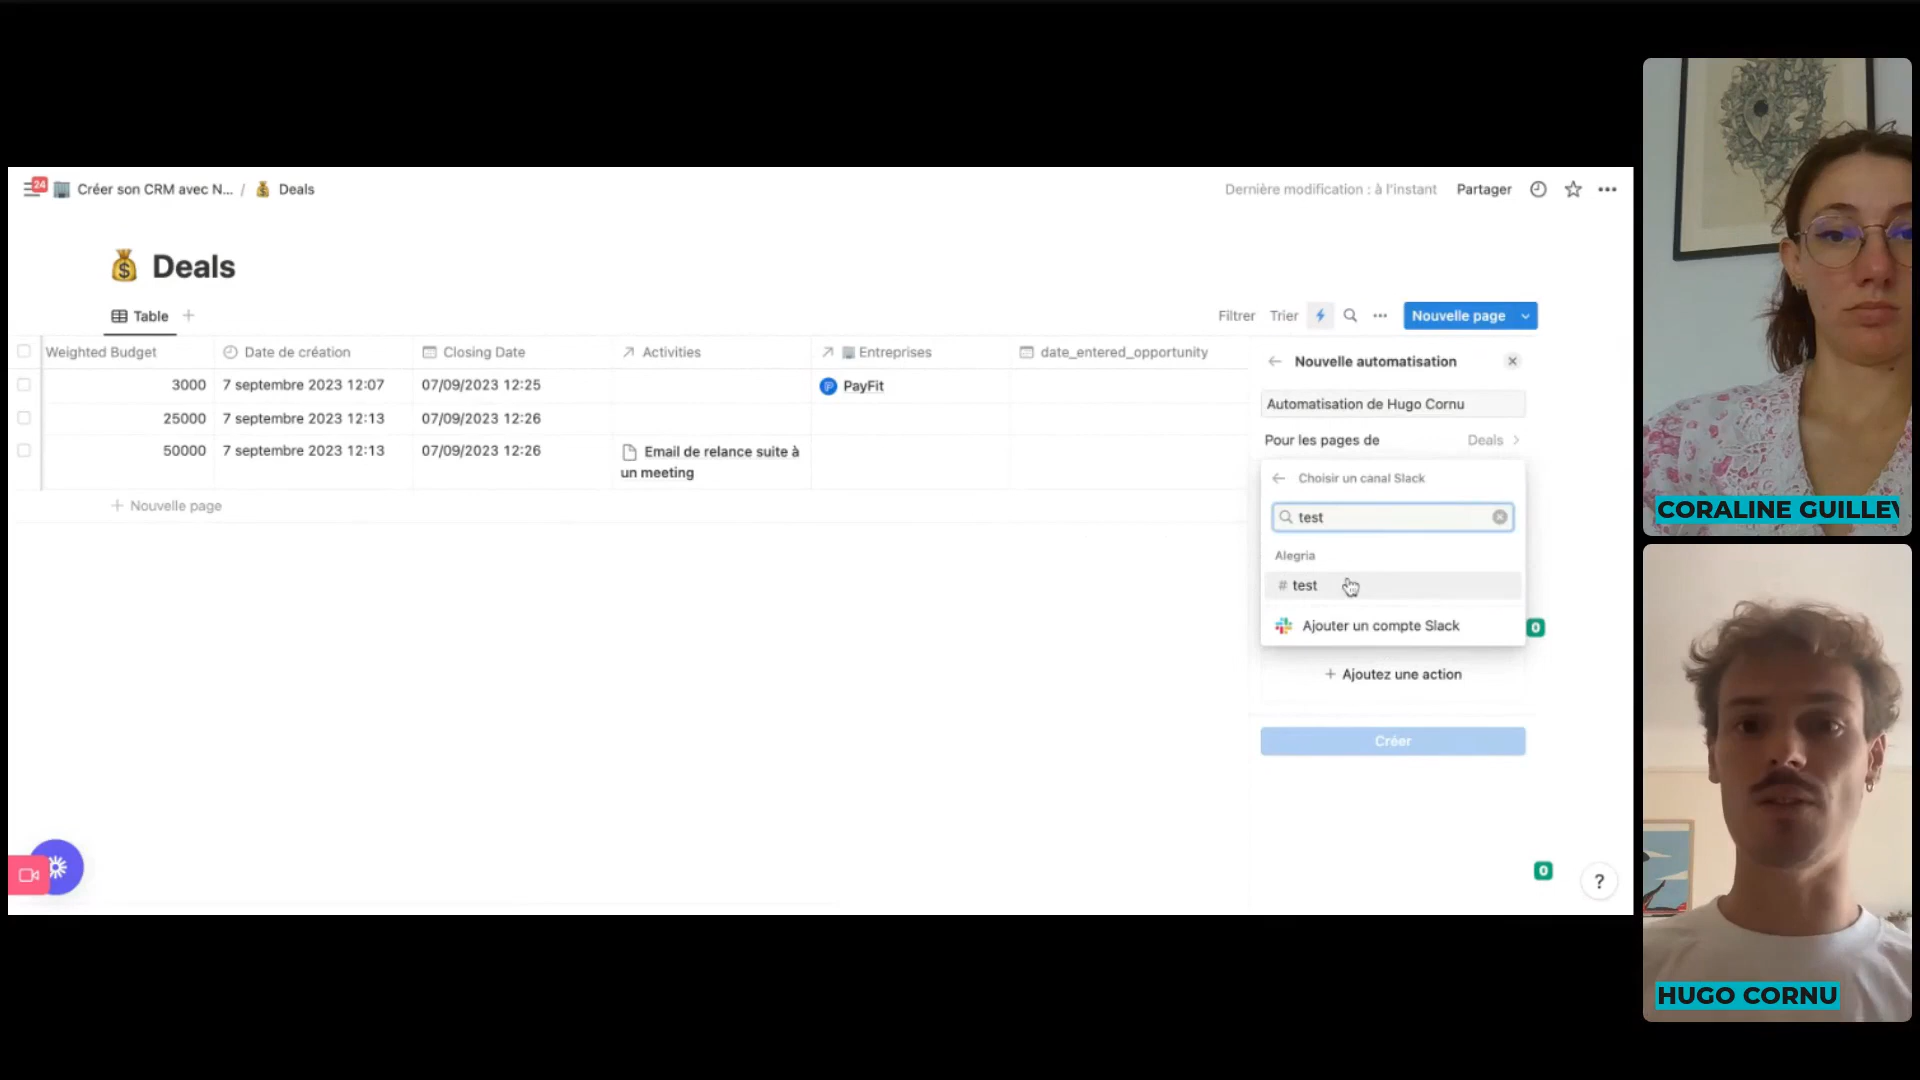 24 Créer son CRM avec N... / Deals
Dernière modification : à l'instant Partager
Deals
Table
Filtrer Trier Nouvelle page
Weighted Budget Date de création Closing Date Activities Entreprises date_entered_opportunity
3000 7 septembre 2023 12:07 07/09/2023 12:25 PayFit
25000 7 septembre 2023 12:13 07/09/2023 12:26
50000 7 septembre 2023 12:13 07/09/2023 12:26 Email de relance suite à
un meeting
+ Nouvelle page
Nouvelle automatisation
Automatisation de Hugo Cornu
Pour les pages de Deals
Choisir un canal Slack
test
Alegria
# test
Ajouter un compte Slack
0
+ Ajoutez une action
Créer
0
?
CORALINE GUILLEV
HUGO CORNU